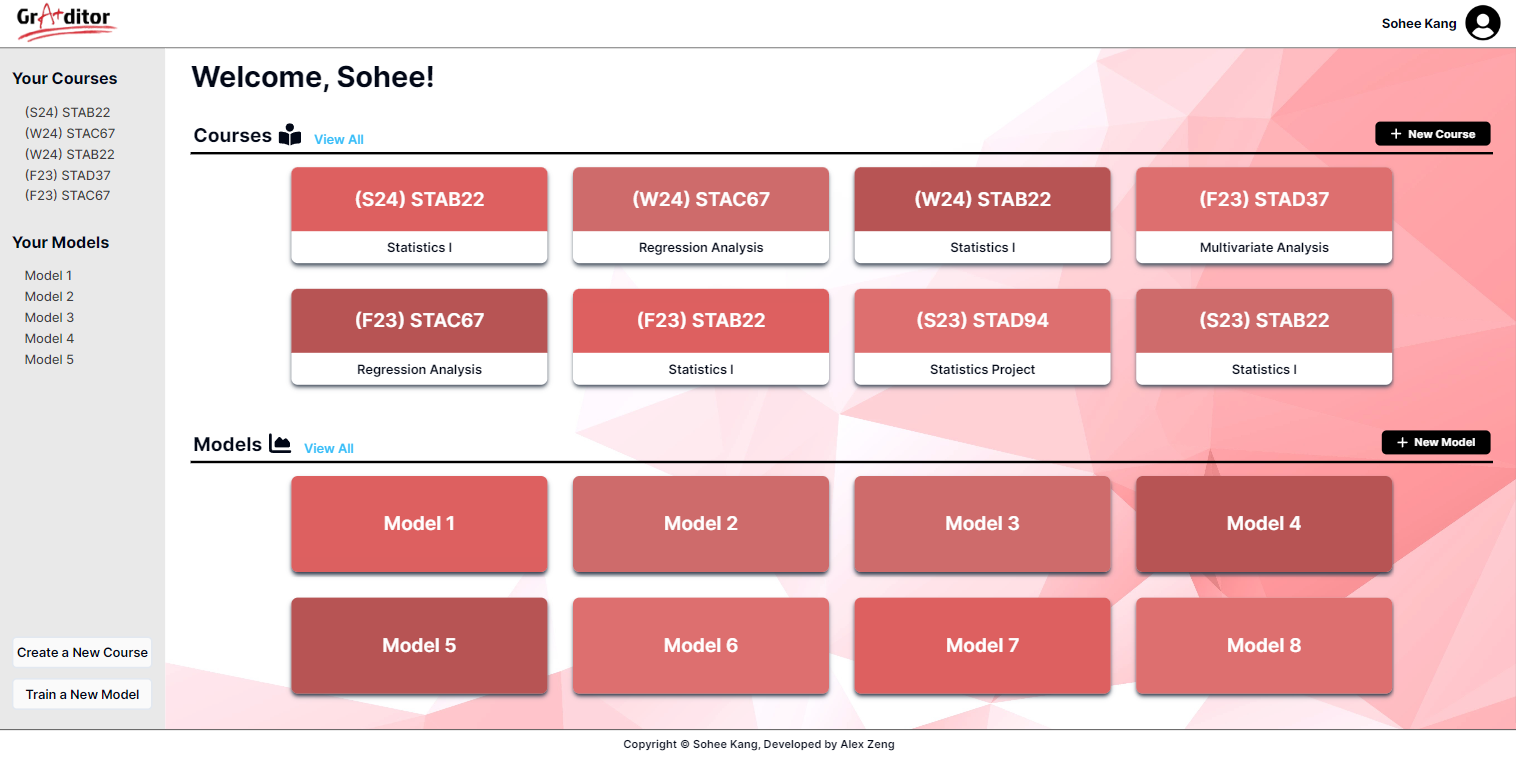 GrA+ditor
Sohee Kang
Your Courses
(S24) STAB22
(W24) STAC67
(W24) STAB22
(F23) STAD37
(F23) STAC67
Your Models
Model 1
Model 2
Model 3
Model 4
Model 5
Create a New Course
Train a New Model
Welcome, Sohee!
Courses View All + New Course
(S24) STAB22
Statistics I
(W24) STAC67
Regression Analysis
(W24) STAB22
Statistics I
(F23) STAD37
Multivariate Analysis
(F23) STAC67
Regression Analysis
(F23) STAB22
Statistics I
(S23) STAD94
Statistics Project
(S23) STAB22
Statistics I
Models View All + New Model
Model 1
Model 2
Model 3
Model 4
Model 5
Model 6
Model 7
Model 8
Copyright © Sohee Kang, Developed by Alex Zeng